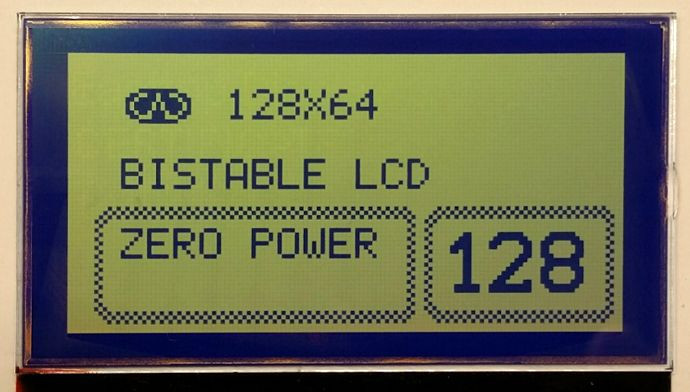 128X64
BISTABLE LCD
ZERO POWER
128